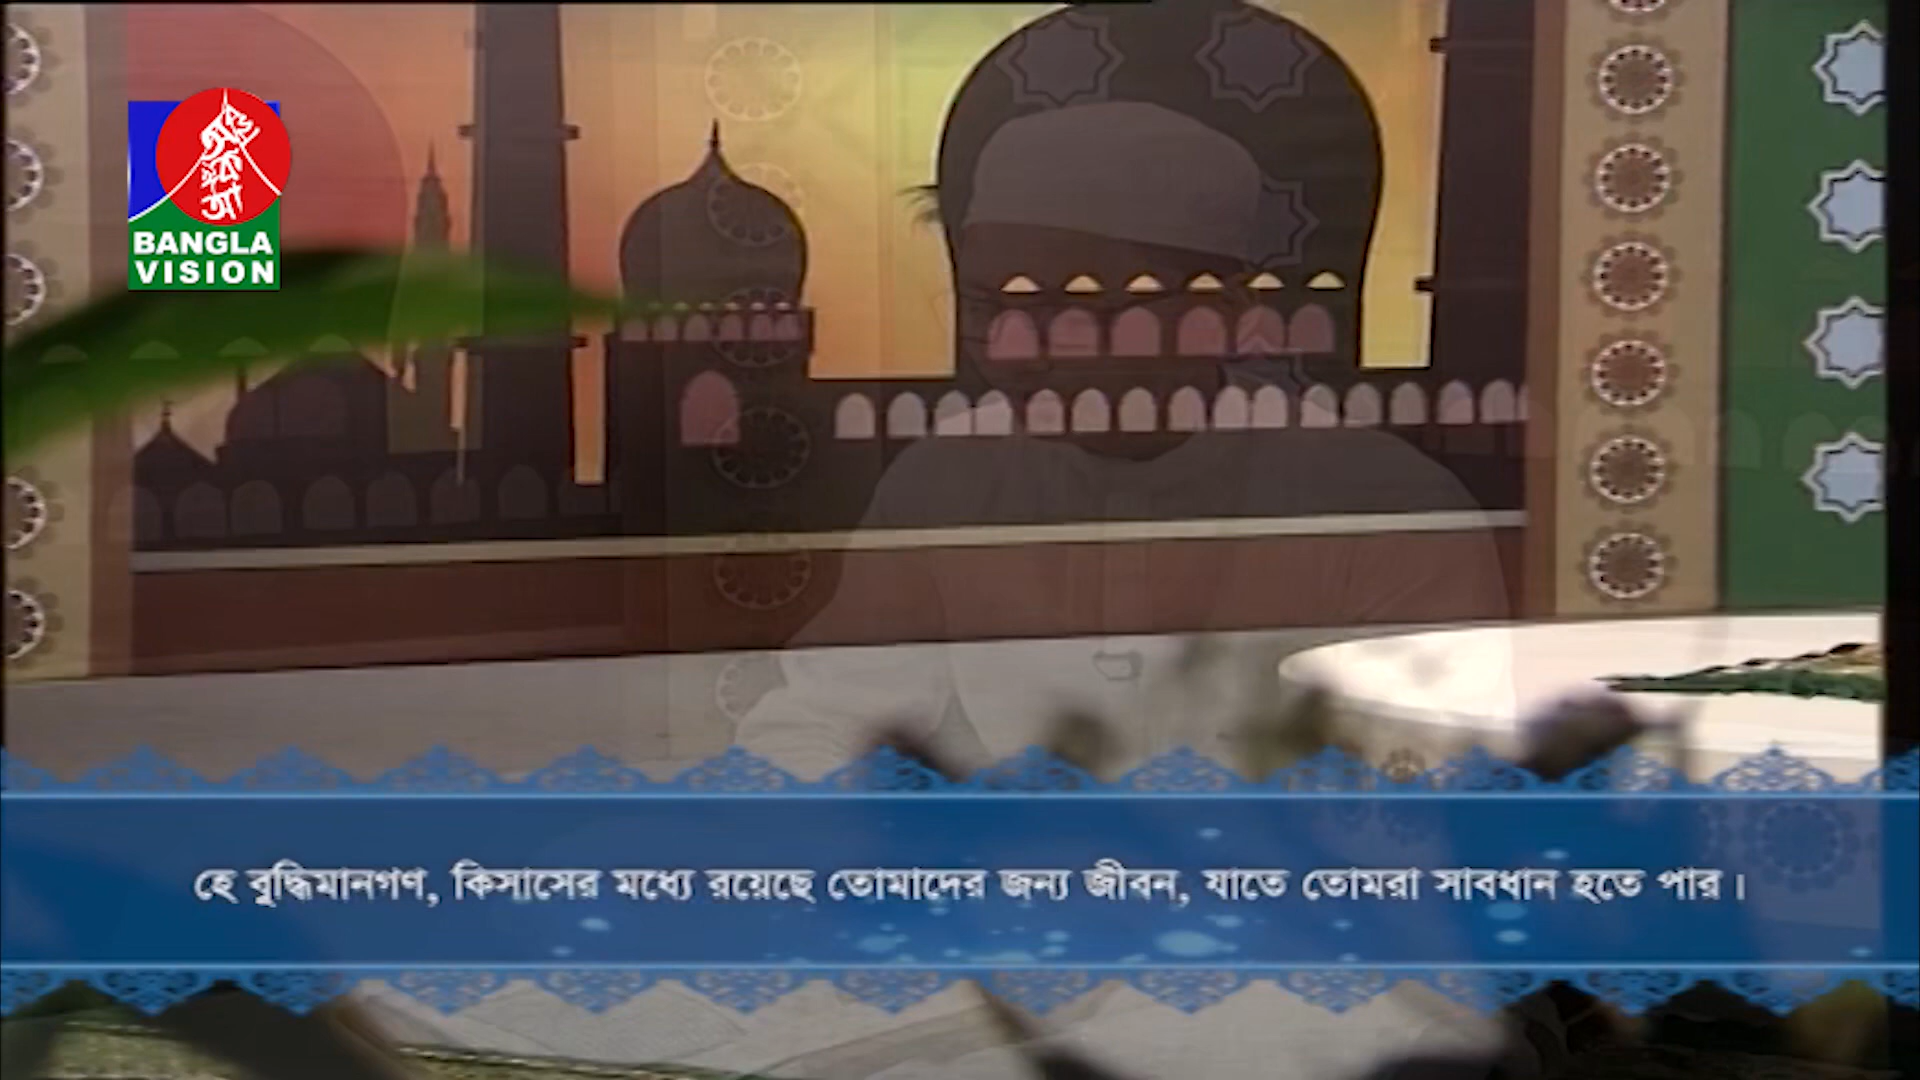 BANGLA
VISION
হে বুদ্ধিমানগণ, কিসাসের মধ্যে রয়েছে তোমাদের জন্য জীবন, যাতে তোমরা সাবধান হতে পার।